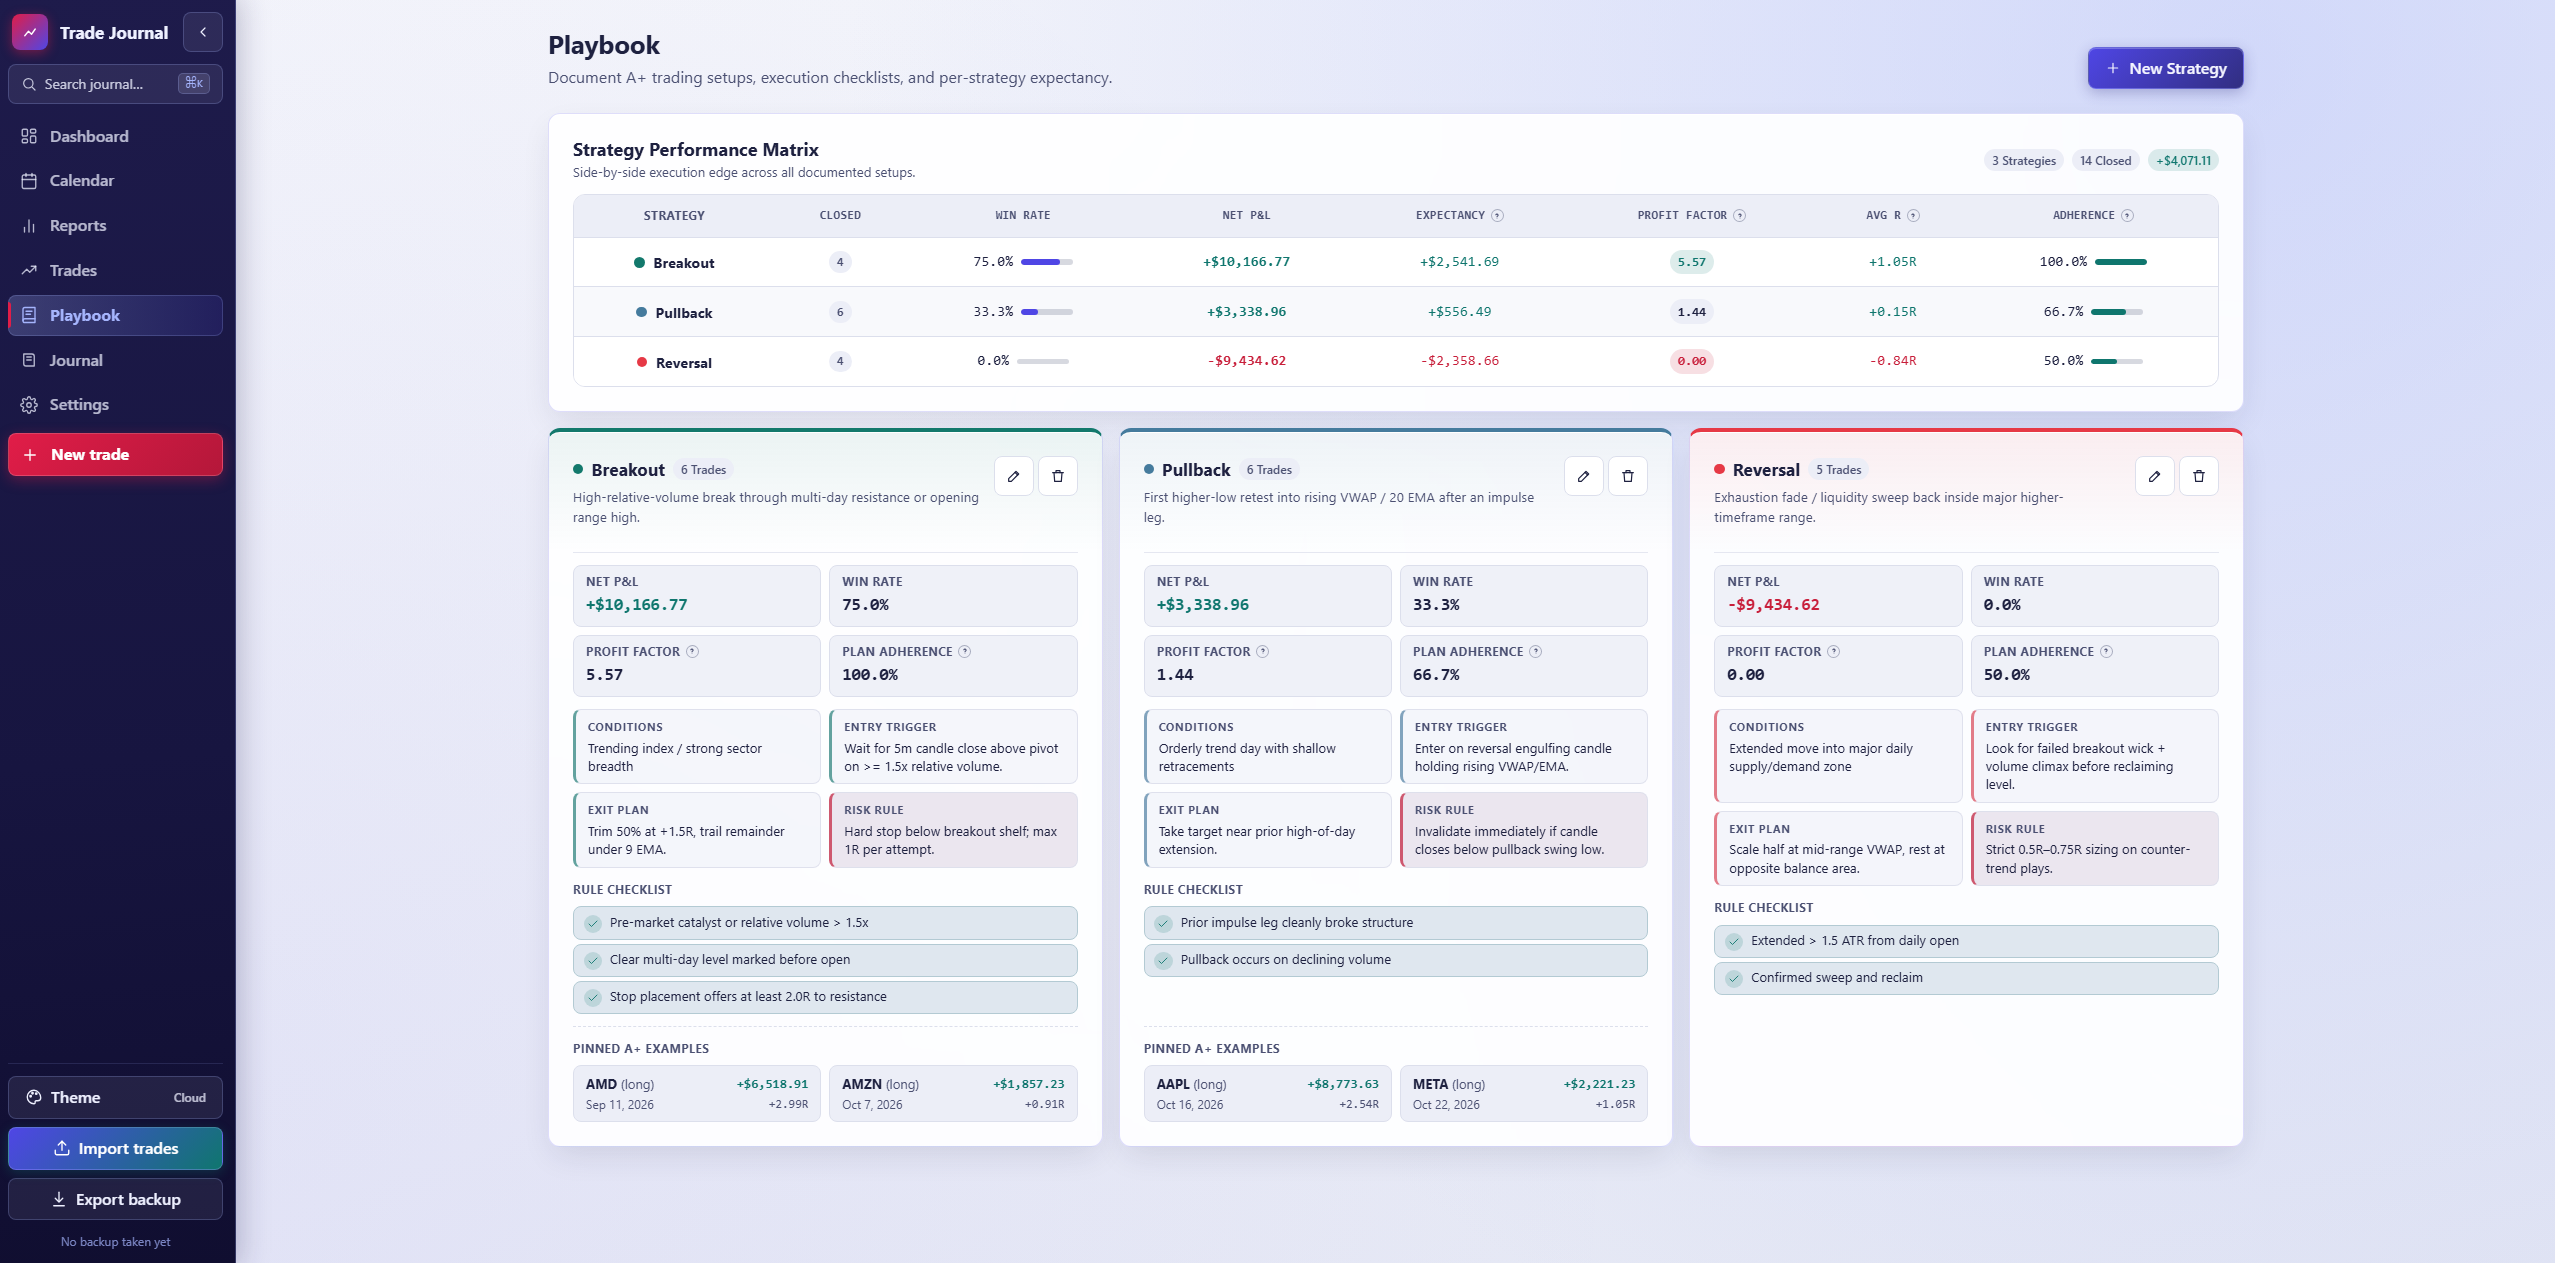 Trade Journal
Search journal... ⌘K
Dashboard
Calendar
Reports
Trades
Playbook
Journal
Settings
New trade
Theme Cloud
Import trades
Export backup
No backup taken yet
Playbook
Document A+ trading setups, execution checklists, and per-strategy expectancy.
New Strategy
Strategy Performance Matrix
Side-by-side execution edge across all documented setups.
3 Strategies 14 Closed +$4,071.11
STRATEGY CLOSED WIN RATE NET P&L EXPECTANCY ? PROFIT FACTOR ? AVG R ? ADHERENCE ?
Breakout 4 75.0% +$10,166.77 +$2,541.69 5.57 +1.05R 100.0%
Pullback 6 33.3% +$3,338.96 +$556.49 1.44 +0.15R 66.7%
Reversal 4 0.0% -$9,434.62 -$2,358.66 0.00 -0.84R 50.0%
Breakout 6 Trades
High-relative-volume break through multi-day resistance or opening
range high.
NET P&L WIN RATE
+$10,166.77 75.0%
PROFIT FACTOR ? PLAN ADHERENCE ?
5.57 100.0%
CONDITIONS
Trending index / strong sector
breadth
ENTRY TRIGGER
Wait for 5m candle close above pivot
on >= 1.5x relative volume.
EXIT PLAN
Trim 50% at +1.5R, trail remainder
under 9 EMA.
RISK RULE
Hard stop below breakout shelf; max
1R per attempt.
RULE CHECKLIST
Pre-market catalyst or relative volume > 1.5x
Clear multi-day level marked before open
Stop placement offers at least 2.0R to resistance
PINNED A+ EXAMPLES
AMD (long) +$6,518.91
Sep 11, 2026 +2.99R
AMZN (long) +$1,857.23
Oct 7, 2026 +0.91R
Pullback 6 Trades
First higher-low retest into rising VWAP / 20 EMA after an impulse
leg.
NET P&L WIN RATE
+$3,338.96 33.3%
PROFIT FACTOR ? PLAN ADHERENCE ?
1.44 66.7%
CONDITIONS
Orderly trend day with shallow
retracements
ENTRY TRIGGER
Enter on reversal engulfing candle
holding rising VWAP/EMA.
EXIT PLAN
Take target near prior high-of-day
extension.
RISK RULE
Invalidate immediately if candle
closes below pullback swing low.
RULE CHECKLIST
Prior impulse leg cleanly broke structure
Pullback occurs on declining volume
PINNED A+ EXAMPLES
AAPL (long) +$8,773.63
Oct 16, 2026 +2.54R
META (long) +$2,221.23
Oct 22, 2026 +1.05R
Reversal 5 Trades
Exhaustion fade / liquidity sweep back inside major higher-
timeframe range.
NET P&L WIN RATE
-$9,434.62 0.0%
PROFIT FACTOR ? PLAN ADHERENCE ?
0.00 50.0%
CONDITIONS
Extended move into major daily
supply/demand zone
ENTRY TRIGGER
Look for failed breakout wick +
volume climax before reclaiming
level.
EXIT PLAN
Scale half at mid-range VWAP, rest at
opposite balance area.
RISK RULE
Strict 0.5R–0.75R sizing on counter-
trend plays.
RULE CHECKLIST
Extended > 1.5 ATR from daily open
Confirmed sweep and reclaim